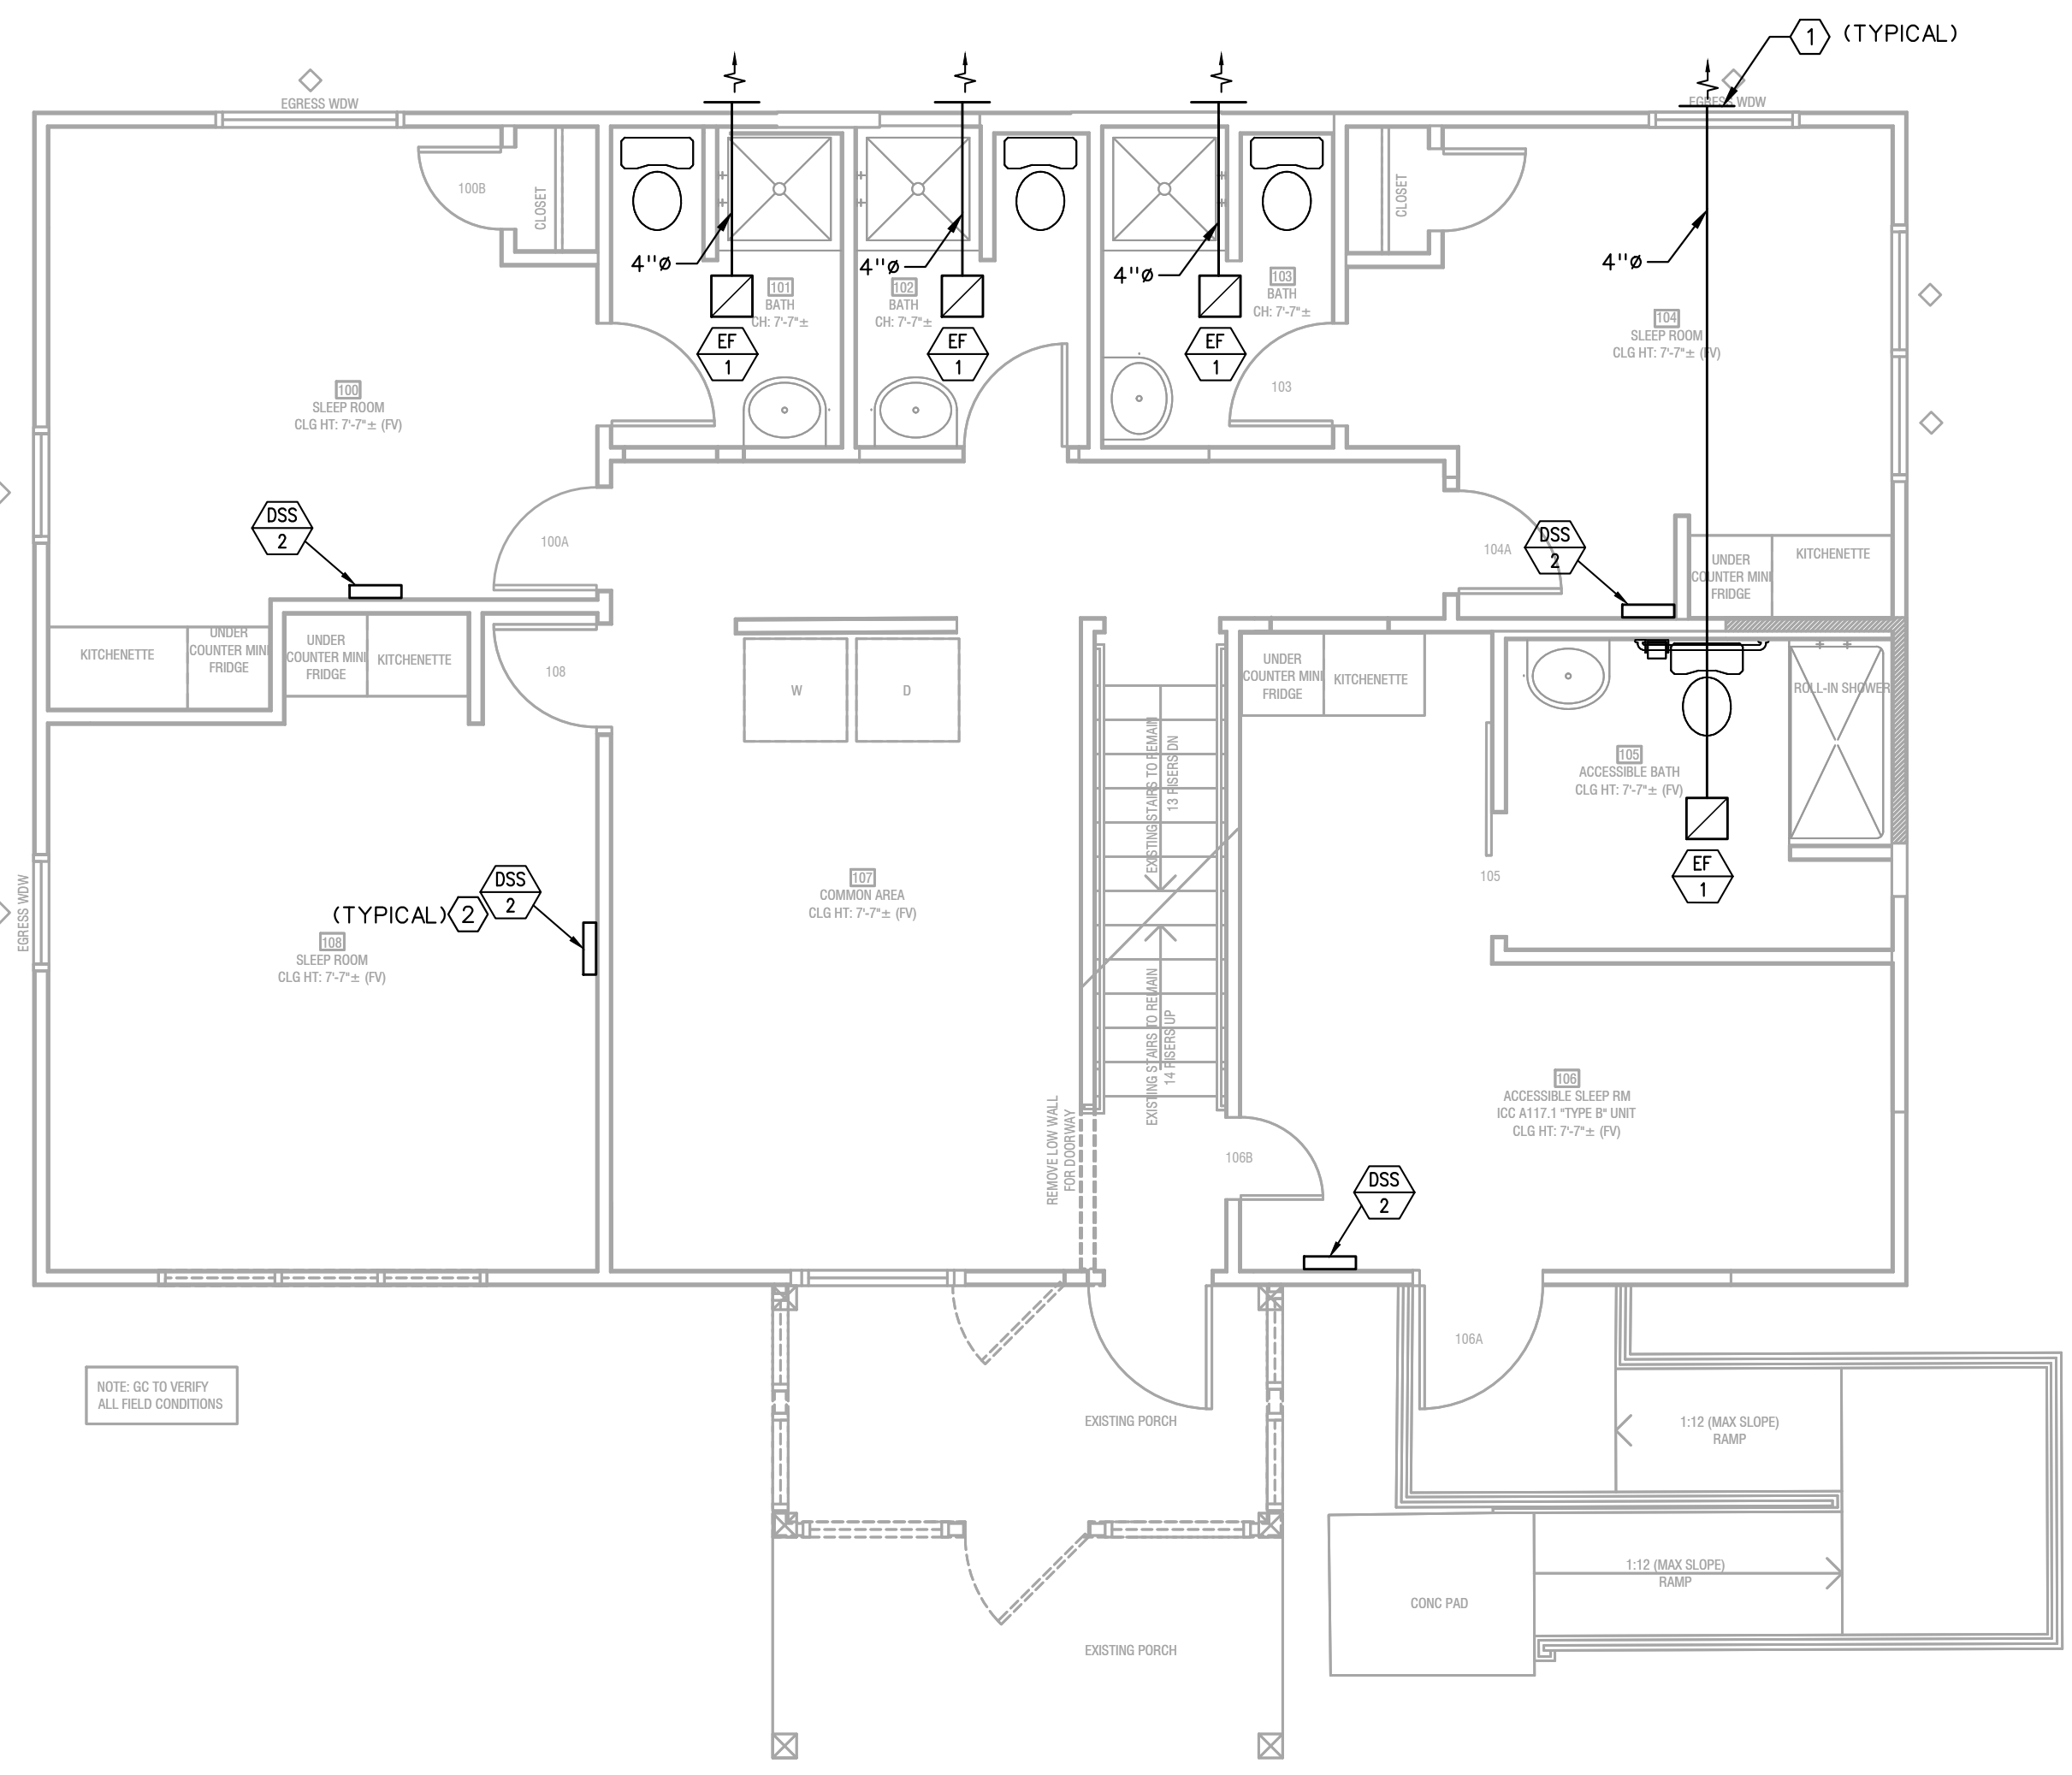 1 (TYPICAL)
EGRESS WDW
EGRESS WDW
100B
CLOSET
CLOSET
4"ø
4"ø
4"ø
4"ø
101
BATH
CH: 7'-7"±
102
BATH
CH: 7'-7"±
103
BATH
CH: 7'-7"±
104
SLEEP ROOM
CLG HT: 7'-7"± (FV)
EF
1
EF
1
EF
1
100
SLEEP ROOM
CLG HT: 7'-7"± (FV)
103
DSS
2
100A
104A
DSS
2
UNDER
COUNTER MINI
FRIDGE
KITCHENETTE
KITCHENETTE
UNDER
COUNTER MINI
FRIDGE
UNDER
COUNTER MINI
FRIDGE
KITCHENETTE
108
W
D
UNDER
COUNTER MINI
FRIDGE
KITCHENETTE
ROLL-IN SHOWER
EXISTING STAIRS TO REMAIN
13 RISERS DN
105
ACCESSIBLE BATH
CLG HT: 7'-7"± (FV)
105
EF
1
EGRESS WDW
(TYPICAL) 2
DSS
2
108
SLEEP ROOM
CLG HT: 7'-7"± (FV)
107
COMMON AREA
CLG HT: 7'-7"± (FV)
EXISTING STAIRS TO REMAIN
14 RISERS UP
REMOVE LOW WALL
FOR DOORWAY
106
ACCESSIBLE SLEEP RM
ICC A117.1 "TYPE B" UNIT
CLG HT: 7'-7"± (FV)
106B
DSS
2
106A
NOTE: GC TO VERIFY
ALL FIELD CONDITIONS
EXISTING PORCH
1:12 (MAX SLOPE)
RAMP
1:12 (MAX SLOPE)
RAMP
CONC PAD
EXISTING PORCH